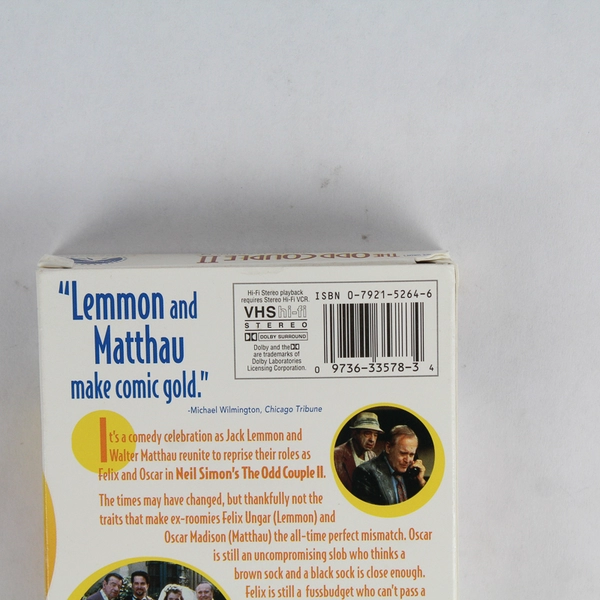 THE ODD COUPLE II
"Lemmon and
Matthau
make comic gold."
-Michael Wilmington, Chicago Tribune
Hi-Fi Stereo playback
requires Stereo Hi-Fi VCR.
VHS hi-fi
STEREO
DOLBY SURROUND
Dolby and the
are trademarks of
Dolby Laboratories
Licensing Corporation.
ISBN 0-7921-5264-6
0 9736-33578-3 4
It's a comedy celebration as Jack Lemmon and
Walter Matthau reunite to reprise their roles as
Felix and Oscar in Neil Simon's The Odd Couple II.
The times may have changed, but thankfully not the
traits that make ex-roomies Felix Ungar (Lemmon) and
Oscar Madison (Matthau) the all-time perfect mismatch. Oscar
is still an uncompromising slob who thinks a
brown sock and a black sock is close enough.
Felix is still a fussbudget who can't pass a